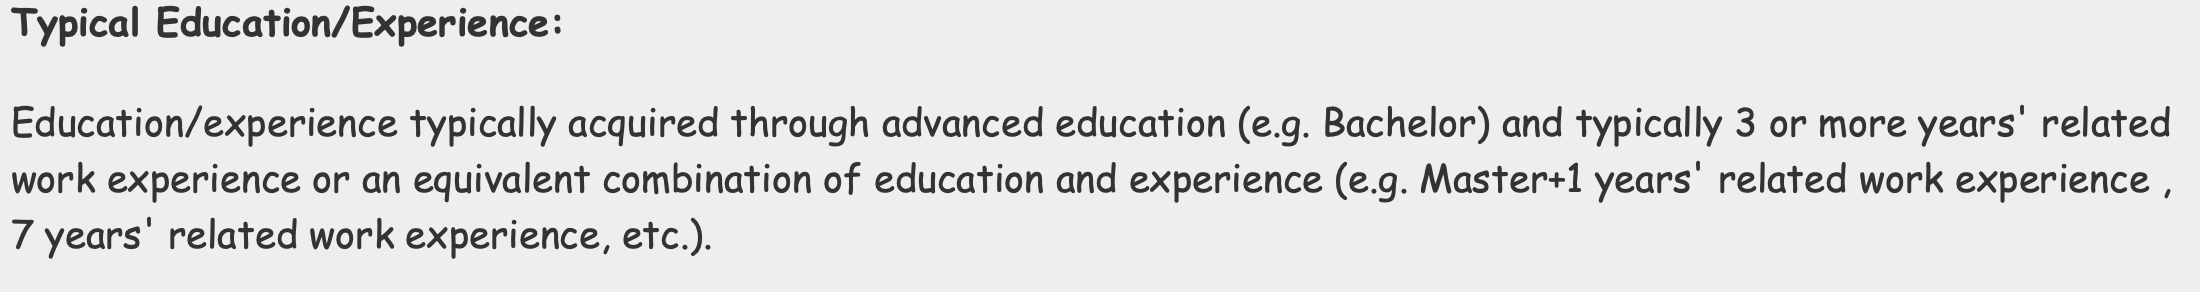 Typical Education/Experience:
Education/experience typically acquired through advanced education (e.g. Bachelor) and typically 3 or more years' related
work experience or an equivalent combination of education and experience (e.g. Master+1 years' related work experience ,
7 years' related work experience, etc.).